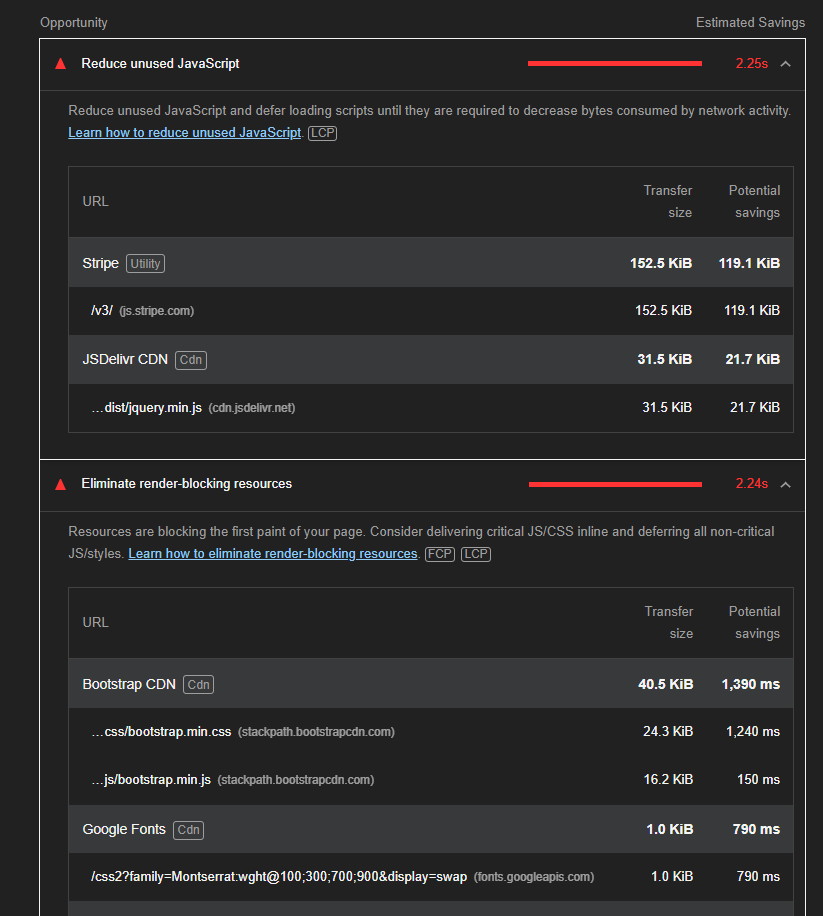 Opportunity Estimated Savings
Reduce unused JavaScript 2.25s
Reduce unused JavaScript and defer loading scripts until they are required to decrease bytes consumed by network activity.
Learn how to reduce unused JavaScript. LCP
URL Transfer size Potential savings
Stripe Utility 152.5 KiB 119.1 KiB
/v3/ (js.stripe.com) 152.5 KiB 119.1 KiB
JSDelivr CDN Cdn 31.5 KiB 21.7 KiB
…dist/jquery.min.js (cdn.jsdelivr.net) 31.5 KiB 21.7 KiB
Eliminate render-blocking resources 2.24s
Resources are blocking the first paint of your page. Consider delivering critical JS/CSS inline and deferring all non-critical
JS/styles. Learn how to eliminate render-blocking resources. FCP LCP
URL Transfer size Potential savings
Bootstrap CDN Cdn 40.5 KiB 1,390 ms
…css/bootstrap.min.css (stackpath.bootstrapcdn.com) 24.3 KiB 1,240 ms
…js/bootstrap.min.js (stackpath.bootstrapcdn.com) 16.2 KiB 150 ms
Google Fonts Cdn 1.0 KiB 790 ms
/css2?family=Montserrat:wght@100;300;700;900&display=swap (fonts.googleapis.com) 1.0 KiB 790 ms